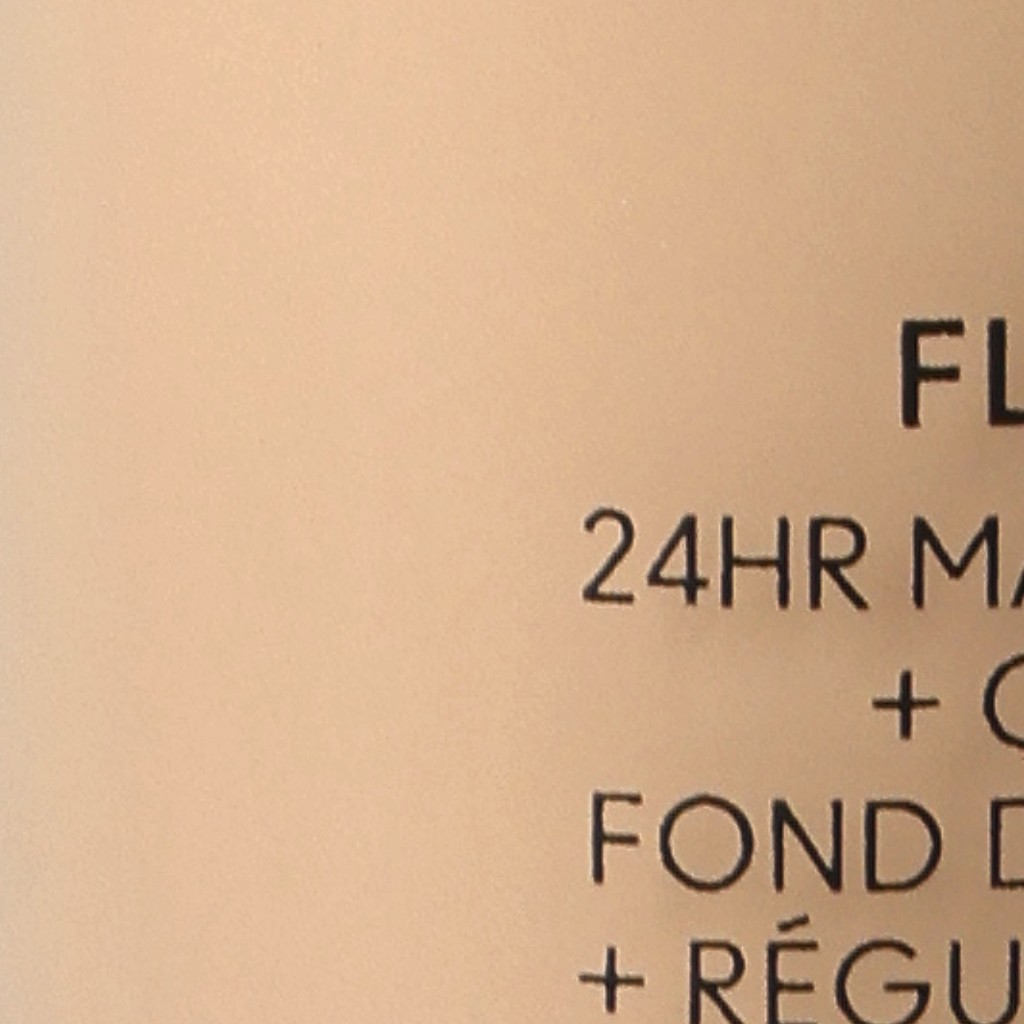 FL
24HR MA
+
FOND D
+ RÉGU